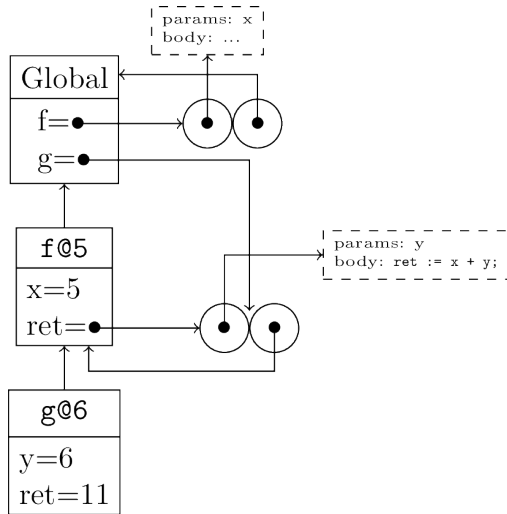 params: x
body: ...
Global
f=
g=
f@5
x=5
ret=
params: y
body: ret := x + y;
g@6
y=6
ret=11